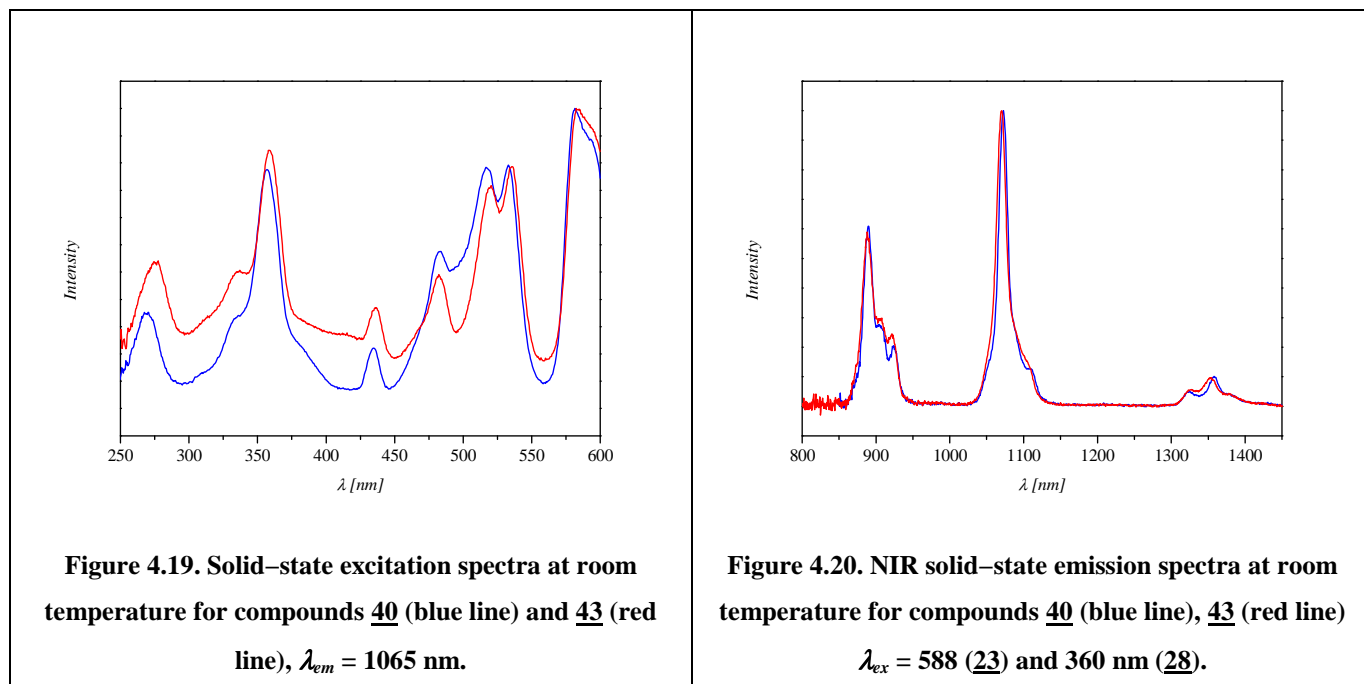 Intensity
250 300 350 400 450 500 550 600
λ [nm]
Figure 4.19. Solid−state excitation spectra at room
temperature for compounds 40 (blue line) and 43 (red
line), λem = 1065 nm.
Intensity
800 900 1000 1100 1200 1300 1400
λ [nm]
Figure 4.20. NIR solid−state emission spectra at room
temperature for compounds 40 (blue line), 43 (red line)
λex = 588 (23) and 360 nm (28).